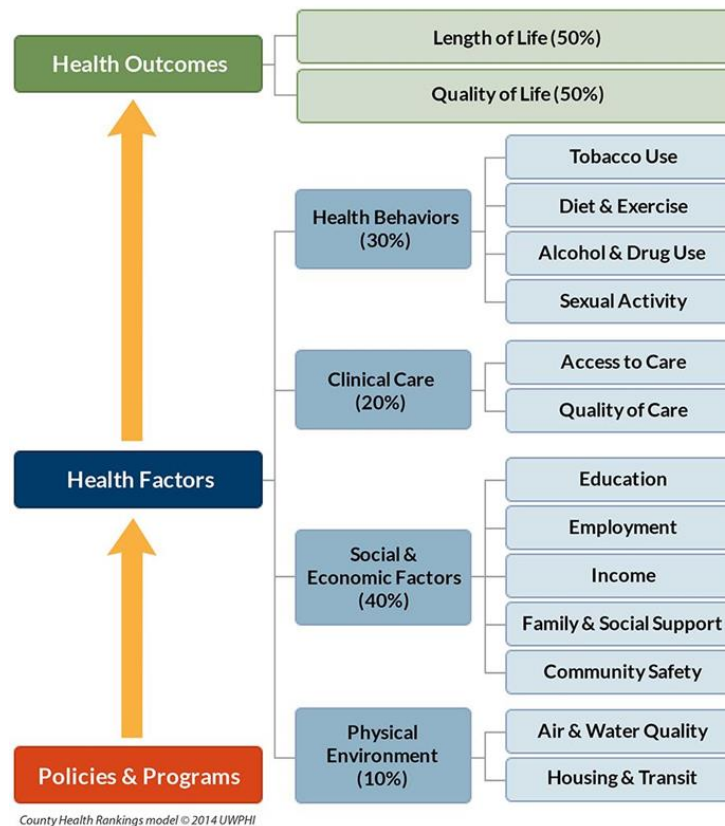 Health Outcomes
Length of Life (50%)
Quality of Life (50%)
Health Behaviors
(30%)
Tobacco Use
Diet & Exercise
Alcohol & Drug Use
Sexual Activity
Clinical Care
(20%)
Access to Care
Quality of Care
Health Factors
Social &
Economic Factors
(40%)
Education
Employment
Income
Family & Social Support
Community Safety
Physical
Environment
(10%)
Air & Water Quality
Housing & Transit
Policies & Programs
County Health Rankings model © 2014 UWPHI